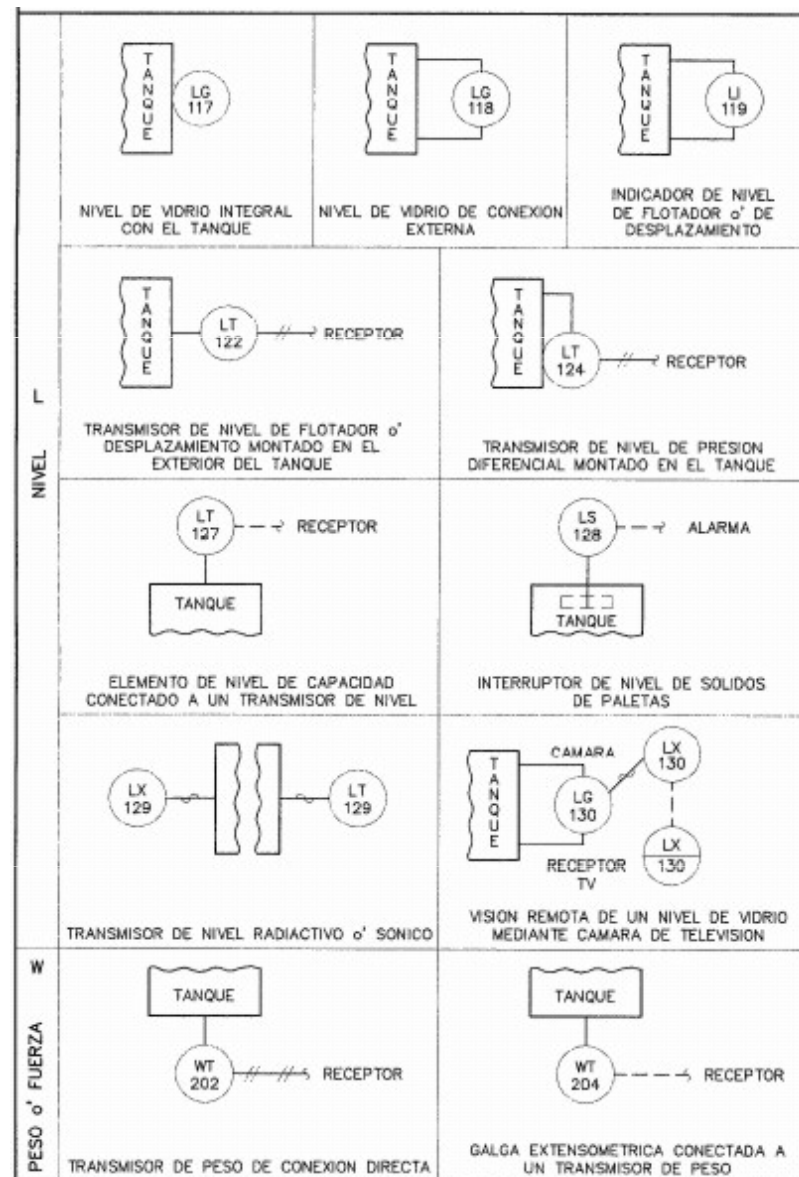 L
NIVEL
TANQUE
LG
117
NIVEL DE VIDRIO INTEGRAL
CON EL TANQUE
TANQUE
LG
118
NIVEL DE VIDRIO DE CONEXION
EXTERNA
TANQUE
LI
119
INDICADOR DE NIVEL
DE FLOTADOR o' DE
DESPLAZAMIENTO
TANQUE
LT
122
RECEPTOR
TRANSMISOR DE NIVEL DE FLOTADOR o'
DESPLAZAMIENTO MONTADO EN EL
EXTERIOR DEL TANQUE
TANQUE
LT
124
RECEPTOR
TRANSMISOR DE NIVEL DE PRESION
DIFERENCIAL MONTADO EN EL TANQUE
LT
127
RECEPTOR
TANQUE
ELEMENTO DE NIVEL DE CAPACIDAD
CONECTADO A UN TRANSMISOR DE NIVEL
LS
128
ALARMA
TANQUE
INTERRUPTOR DE NIVEL DE SOLIDOS
DE PALETAS
LX
129
LT
129
TRANSMISOR DE NIVEL RADIACTIVO o' SONICO
TANQUE
CAMARA
LG
130
LX
130
LX
130
RECEPTOR
TV
VISION REMOTA DE UN NIVEL DE VIDRIO
MEDIANTE CAMARA DE TELEVISION
W
PESO o' FUERZA
TANQUE
WT
202
RECEPTOR
TRANSMISOR DE PESO DE CONEXION DIRECTA
TANQUE
WT
204
RECEPTOR
GALGA EXTENSOMETRICA CONECTADA A
UN TRANSMISOR DE PESO